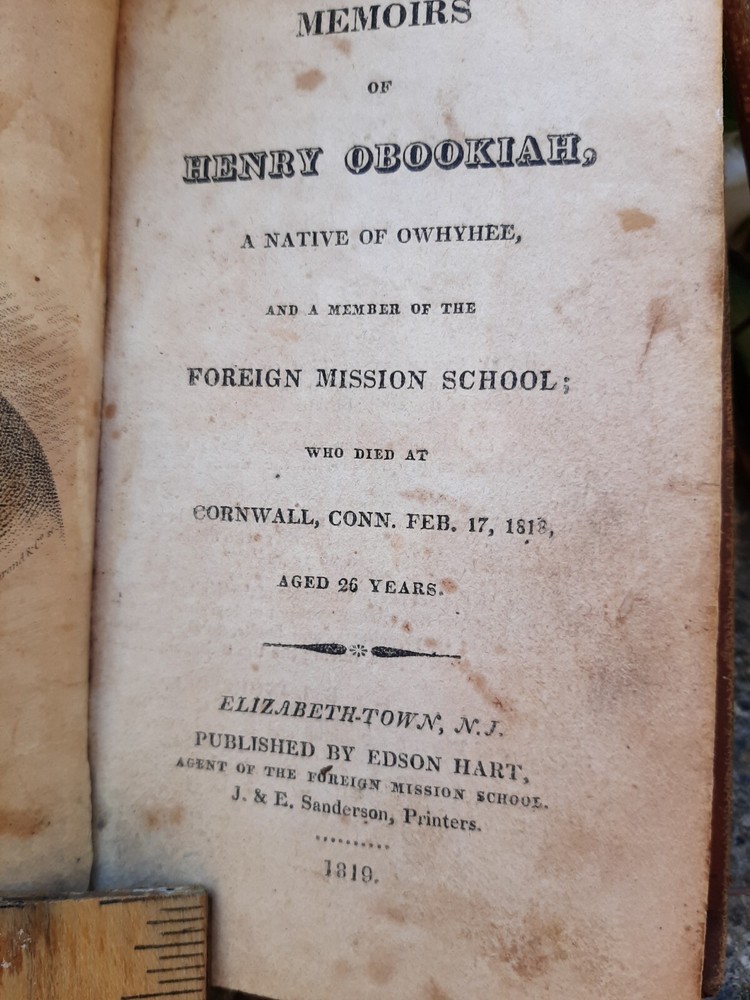 MEMOIRS
OF
HENRY OBOOKIAH,
A NATIVE OF OWHYHEE,
AND A MEMBER OF THE
FOREIGN MISSION SCHOOL;
WHO DIED AT
CORNWALL, CONN. FEB. 17, 1818,
AGED 26 YEARS.
ELIZABETH-TOWN, N.J.
PUBLISHED BY EDSON HART,
AGENT OF THE FOREIGN MISSION SCHOOL.
J. & E. Sanderson, Printers.
..........
1819.